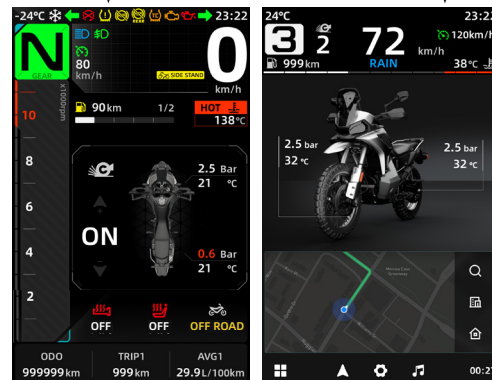 -24℃ 23:22
N
GEAR
80
km/h
0
km/h
SIDE STAND
x1000rpm
90km 1/2 HOT
138℃
10
8
6
4
2
2.5 Bar
21 ℃
ON
0.6 Bar
21 ℃
OFF OFF OFF ROAD
ODO TRIP1 AVG1
999999km 999km 29.9L/100km
24℃ 23:22
3 2 72 km/h 120km/h
999km RAIN 38℃
2.5 bar 2.5 bar
32 ℃ 32 ℃